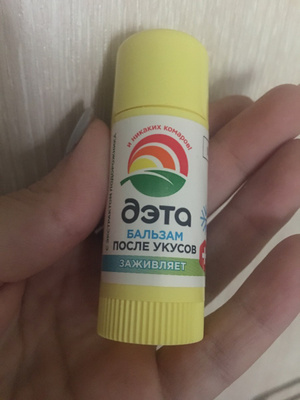 и никаких комаров!
дэта
БАЛЬЗАМ
ПОСЛЕ УКУСОВ
ЗАЖИВЛЯЕТ